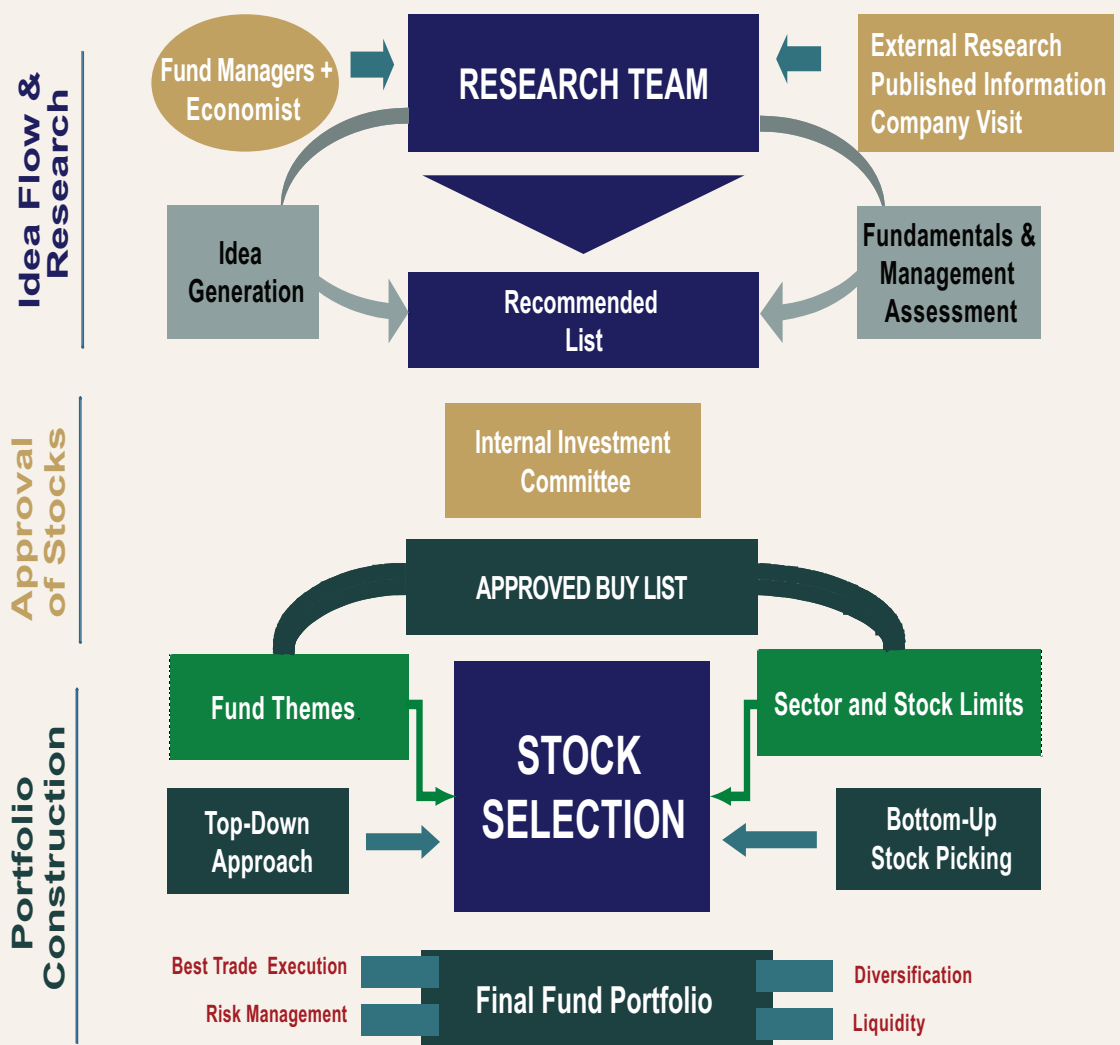 Idea Flow &
Research
Fund Managers +
Economist
RESEARCH TEAM
External Research
Published Information
Company Visit
Idea
Generation
Fundamentals &
Management
Assessment
Recommended
List
Approval
of Stocks
Internal Investment
Committee
APPROVED BUY LIST
Portfolio
Construction
Fund Themes
Sector and Stock Limits
STOCK
SELECTION
Top-Down
Approach
Bottom-Up
Stock Picking
Best Trade Execution
Risk Management
Final Fund Portfolio
Diversification
Liquidity